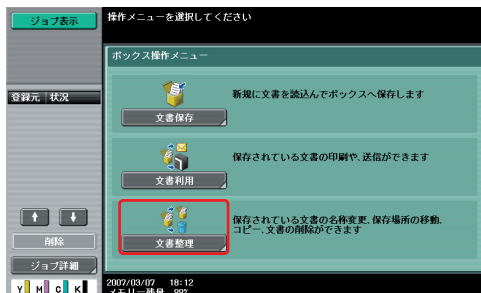 ジョブ表示
操作メニューを選択してください
ボックス操作メニュー
登録元 状況
新規に文書を読込んでボックスへ保存します
文書保存
保存されている文書の印刷や、送信ができます
文書利用
保存されている文書の名称変更、保存場所の移動、
コピー、文書の削除ができます
文書整理
削除
ジョブ詳細
2007/03/07 18:12
Y M C K
メモリー残量 99%